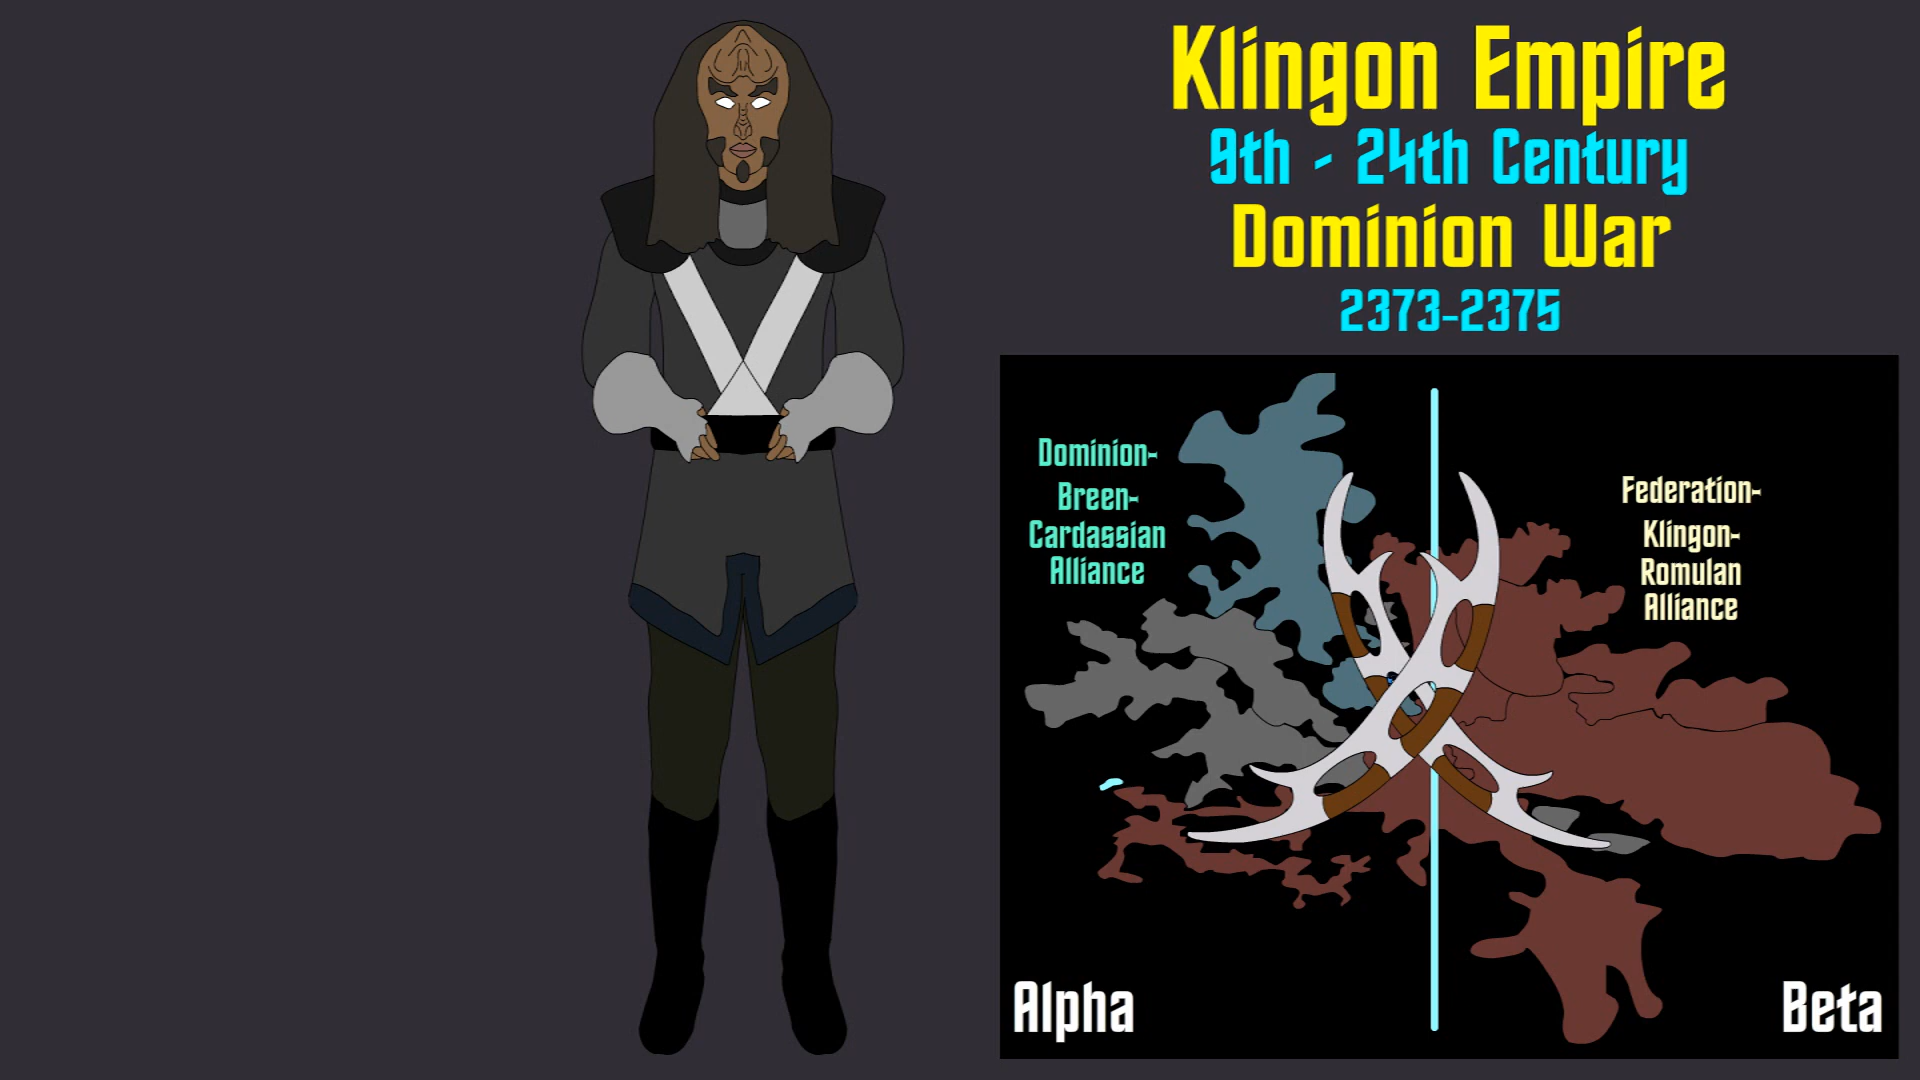 Klingon Empire
9th - 24th Century
Dominion War
2373-2375
Dominion-
Breen-
Cardassian
Alliance
Federation-
Klingon-
Romulan
Alliance
Alpha
Beta